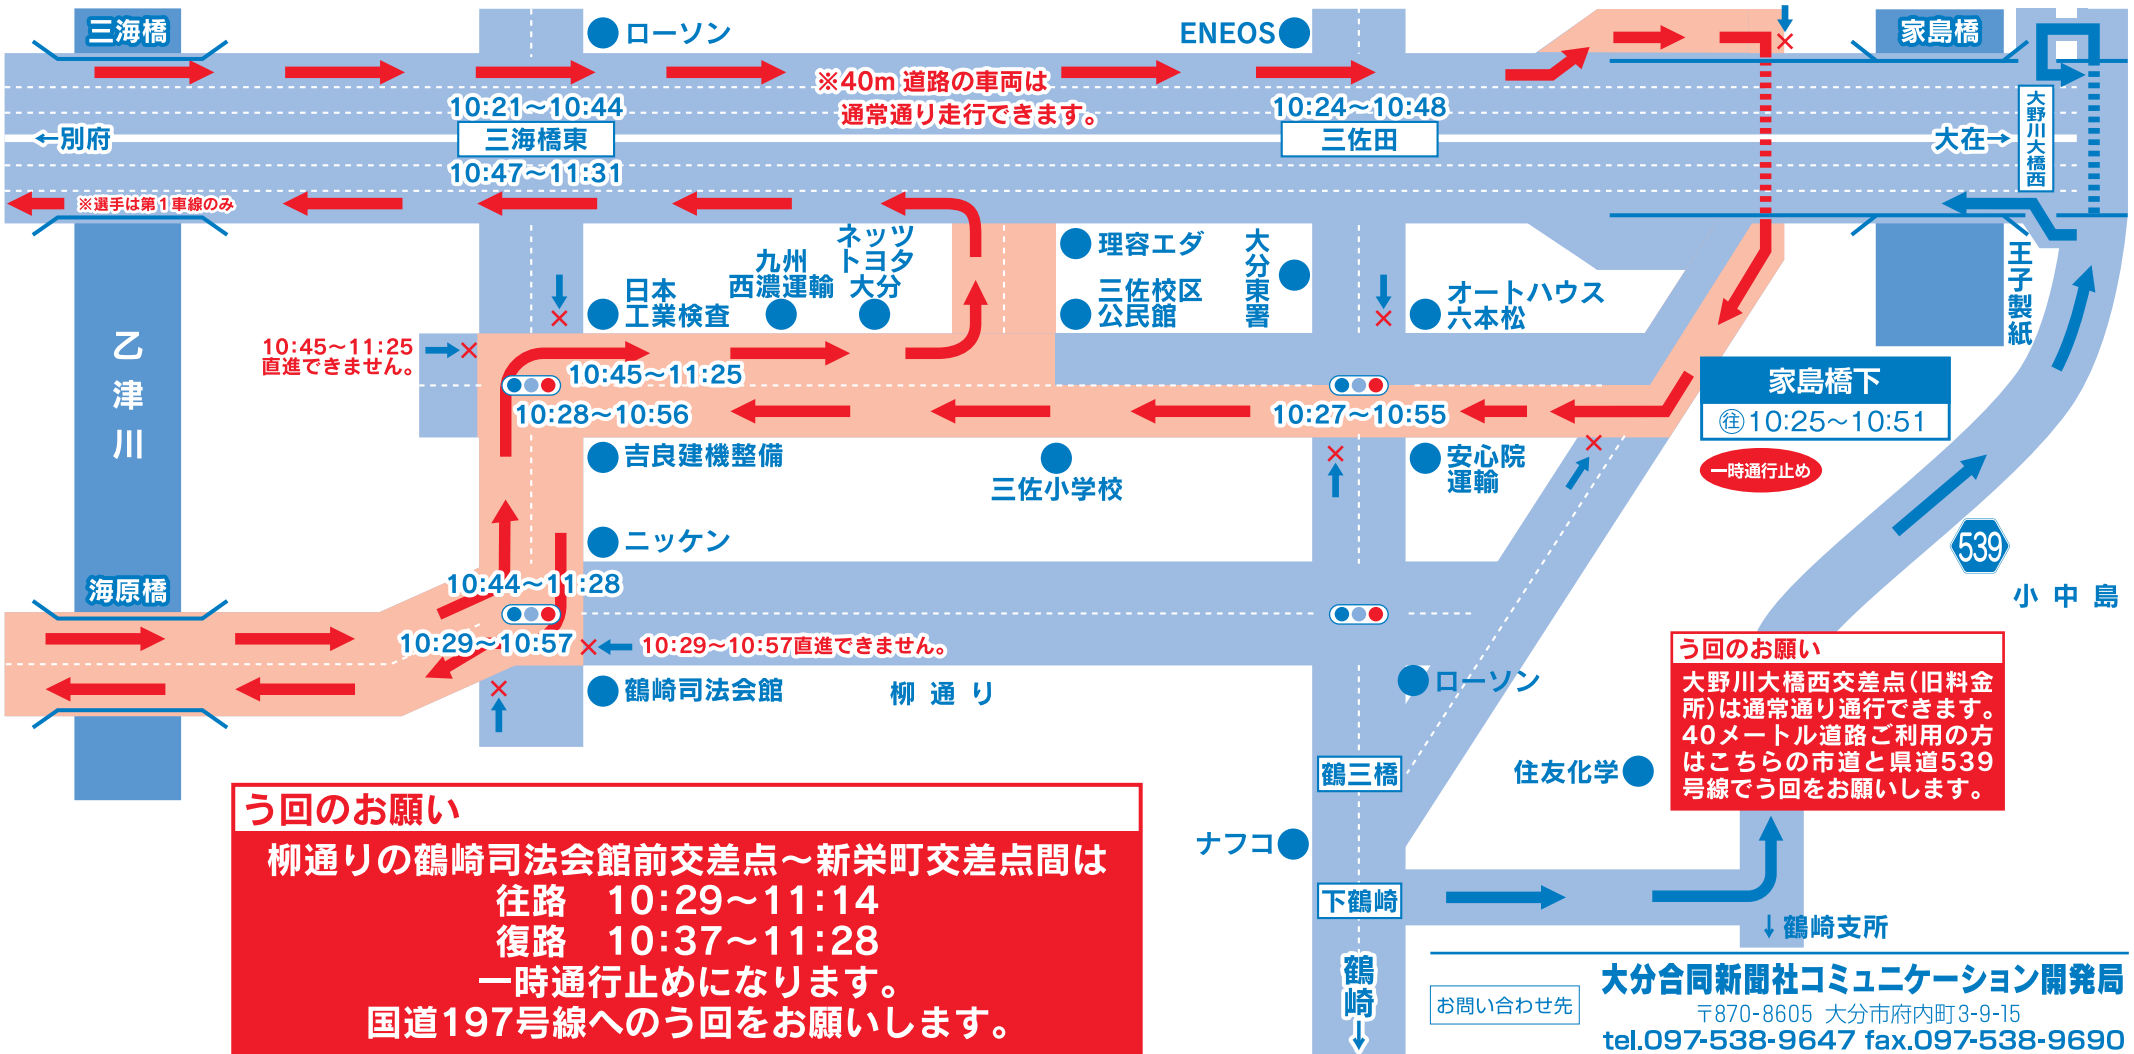 三海橋
ローソン
ENEOS
家島橋
※40m 道路の車両は
通常通り走行できます。
10:21〜10:44
三海橋東
10:47〜11:31
10:24〜10:48
三佐田
←別府
大在→
大野川大橋西
※選手は第1車線のみ
ネッツ
トヨタ
大分
九州
西濃運輸
日本
工業検査
理容エダ
三佐校区
公民館
大分東署
オートハウス
六本松
王子製紙
乙津川
10:45〜11:25
直進できません。
10:45〜11:25
10:28〜10:56
10:27〜10:55
家島橋下
往10:25〜10:51
一時通行止め
吉良建機整備
三佐小学校
安心院
運輸
ニッケン
539
小中島
海原橋
10:44〜11:28
10:29〜10:57
10:29〜10:57直進できません。
鶴崎司法会館
柳通り
ローソン
う回のお願い
大野川大橋西交差点(旧料金
所)は通常通り通行できます。
40メートル道路ご利用の方
はこちらの市道と県道539
号線でう回をお願いします。
鶴三橋
住友化学
ナフコ
下鶴崎
↓鶴崎支所
鶴崎↓
う回のお願い
柳通りの鶴崎司法会館前交差点〜新栄町交差点間は
往路 10:29〜11:14
復路 10:37〜11:28
一時通行止めになります。
国道197号線へのう回をお願いします。
お問い合わせ先
大分合同新聞社コミュニケーション開発局
〒870-8605 大分市府内町3-9-15
tel.097-538-9647 fax.097-538-9690